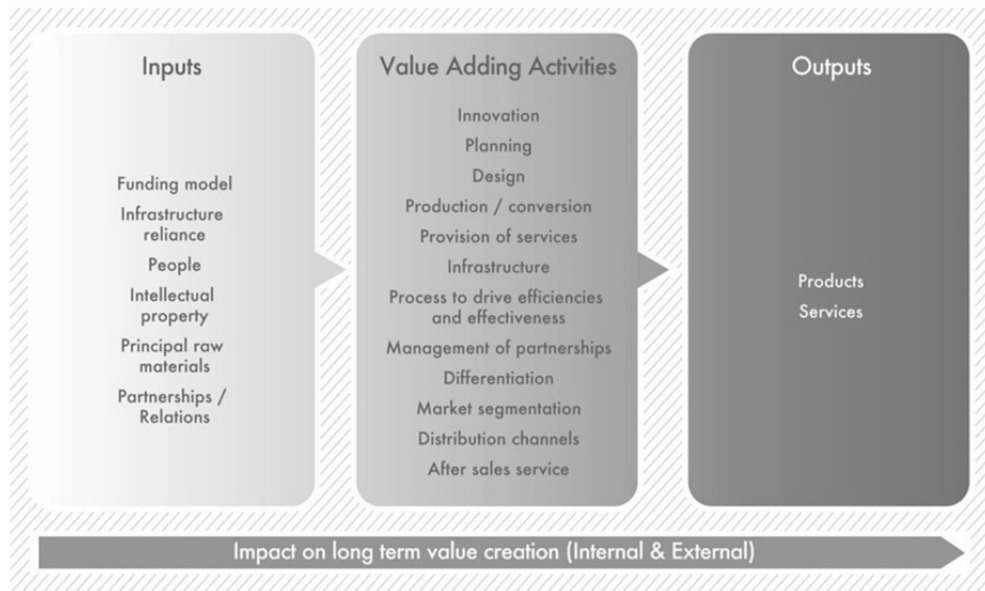 Inputs
Funding model
Infrastructure
reliance
People
Intellectual
property
Principal raw
materials
Partnerships /
Relations
Value Adding Activities
Innovation
Planning
Design
Production / conversion
Provision of services
Infrastructure
Process to drive efficiencies
and effectiveness
Management of partnerships
Differentiation
Market segmentation
Distribution channels
After sales service
Outputs
Products
Services
Impact on long term value creation (Internal & External)